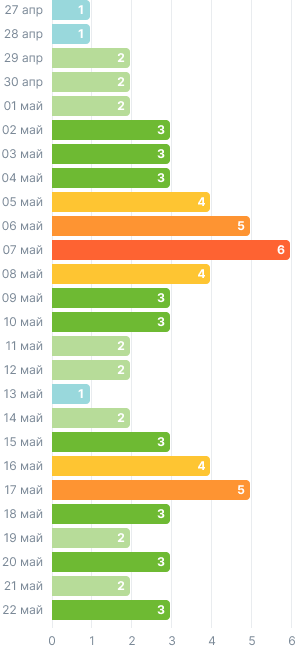 27 апр 1
28 апр 1
29 апр 2
30 апр 2
01 май 2
02 май 3
03 май 3
04 май 3
05 май 4
06 май 5
07 май 6
08 май 4
09 май 3
10 май 3
11 май 2
12 май 2
13 май 1
14 май 2
15 май 3
16 май 4
17 май 5
18 май 3
19 май 2
20 май 3
21 май 2
22 май 3
0 1 2 3 4 5 6